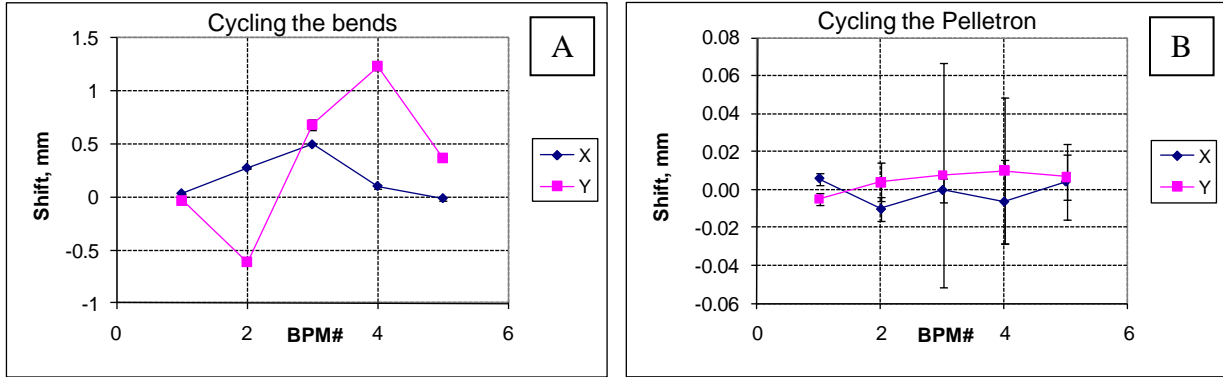 Cycling the bends
A
1.5
1
0.5
0
-0.5
-1
Shift, mm
0
2
4
6
BPM#
X
Y
Cycling the Pelletron
B
0.08
0.06
0.04
0.02
0.00
-0.02
-0.04
-0.06
Shift, mm
0
2
4
6
BPM#
X
Y